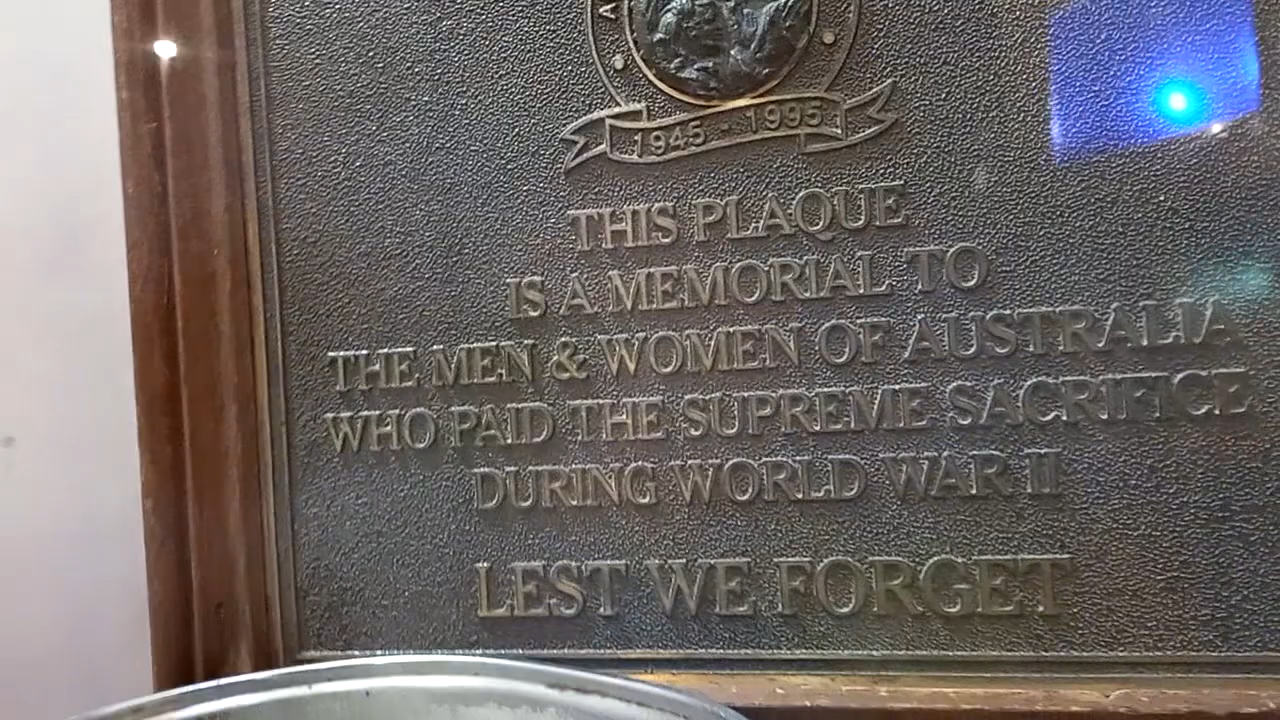 1945 - 1995
THIS PLAQUE
IS A MEMORIAL TO
THE MEN & WOMEN OF AUSTRALIA
WHO PAID THE SUPREME SACRIFICE
DURING WORLD WAR II
LEST WE FORGET